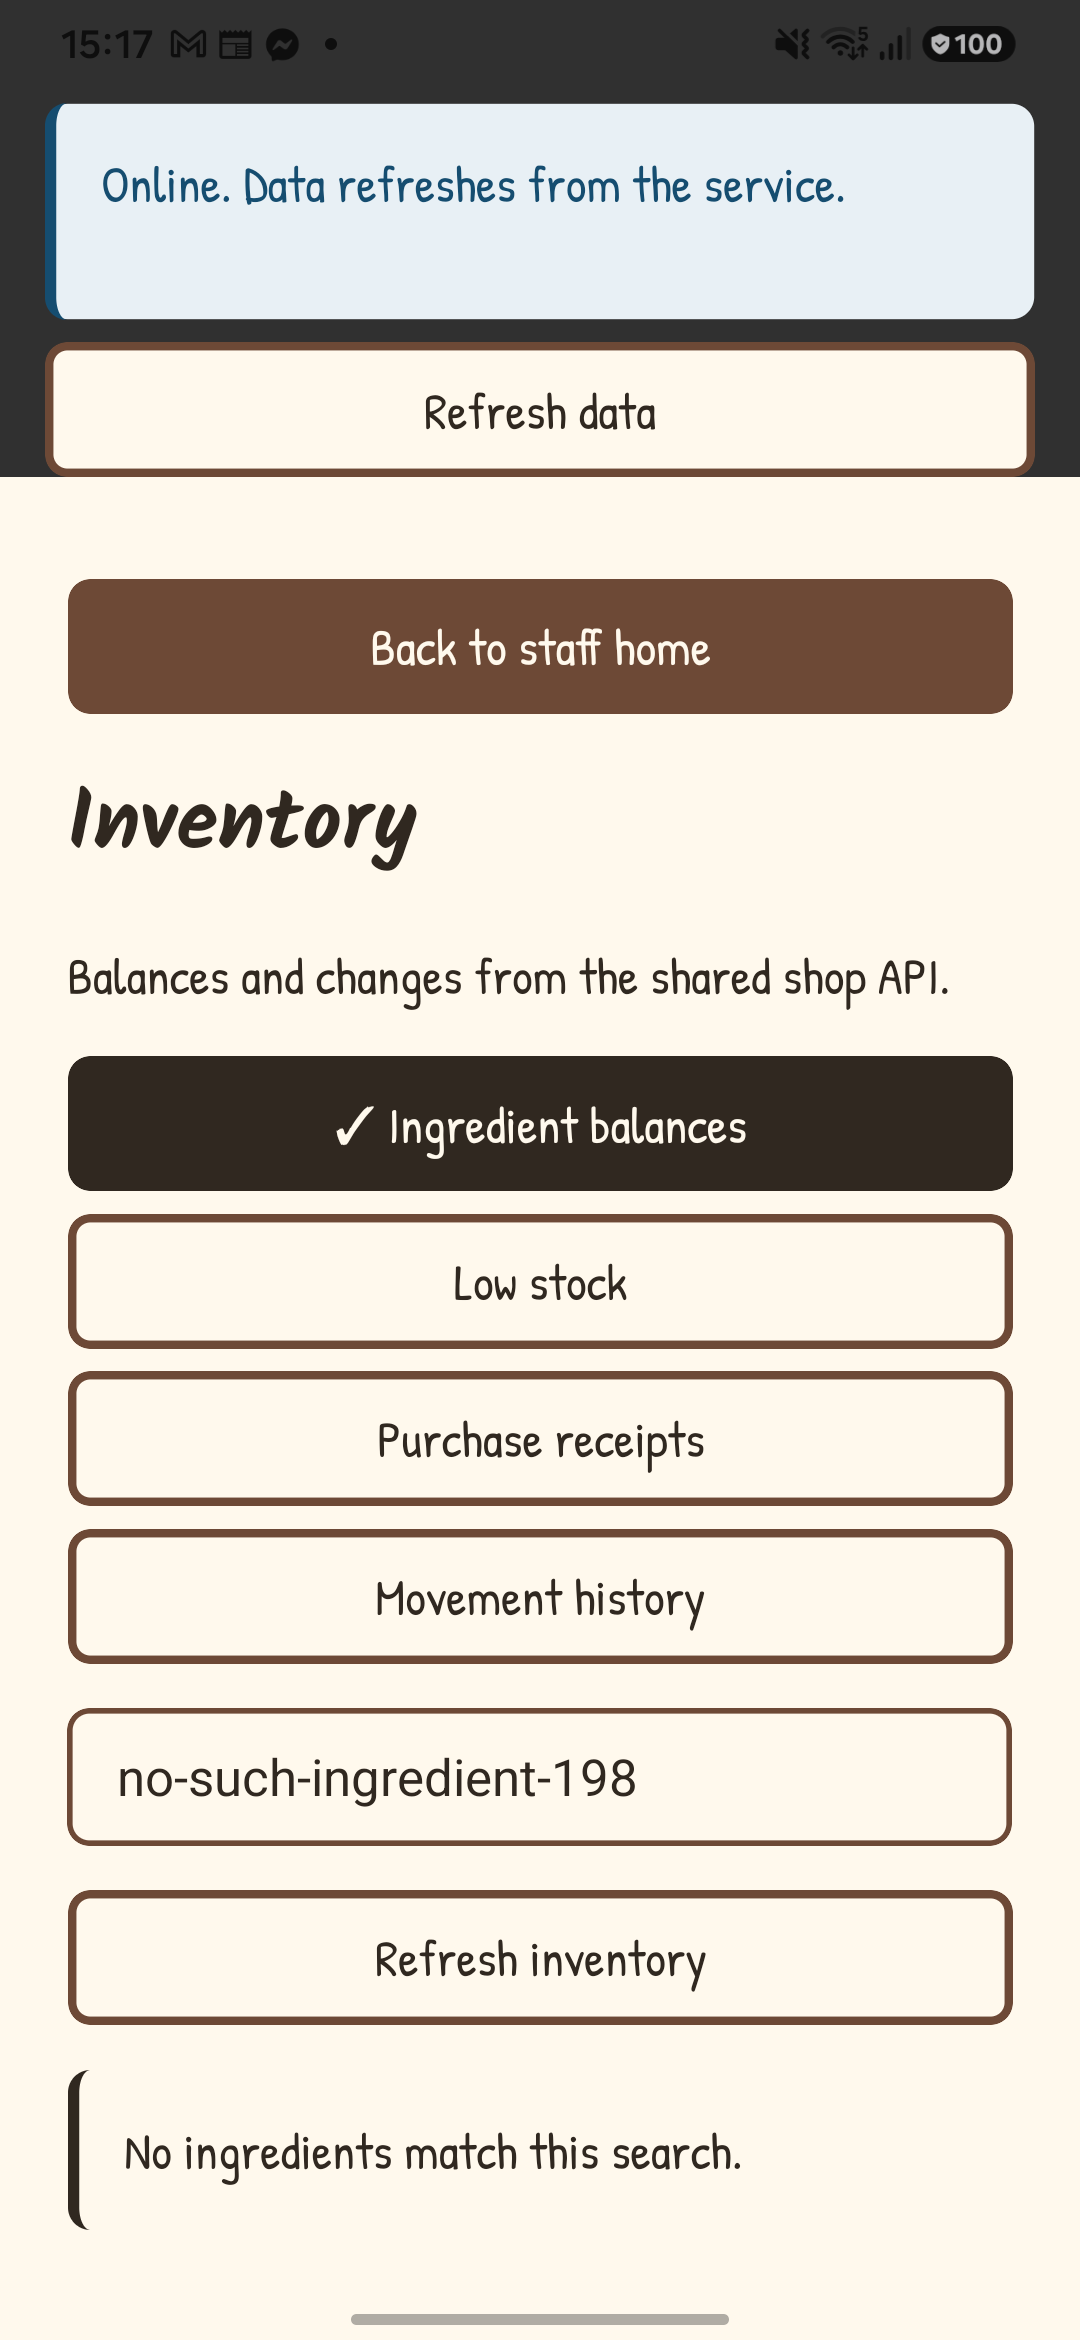 15:17
5
100
Online. Data refreshes from the service.
Refresh data
Back to staff home
Inventory
Balances and changes from the shared shop API.
✓ Ingredient balances
Low stock
Purchase receipts
Movement history
no-such-ingredient-198
Refresh inventory
No ingredients match this search.